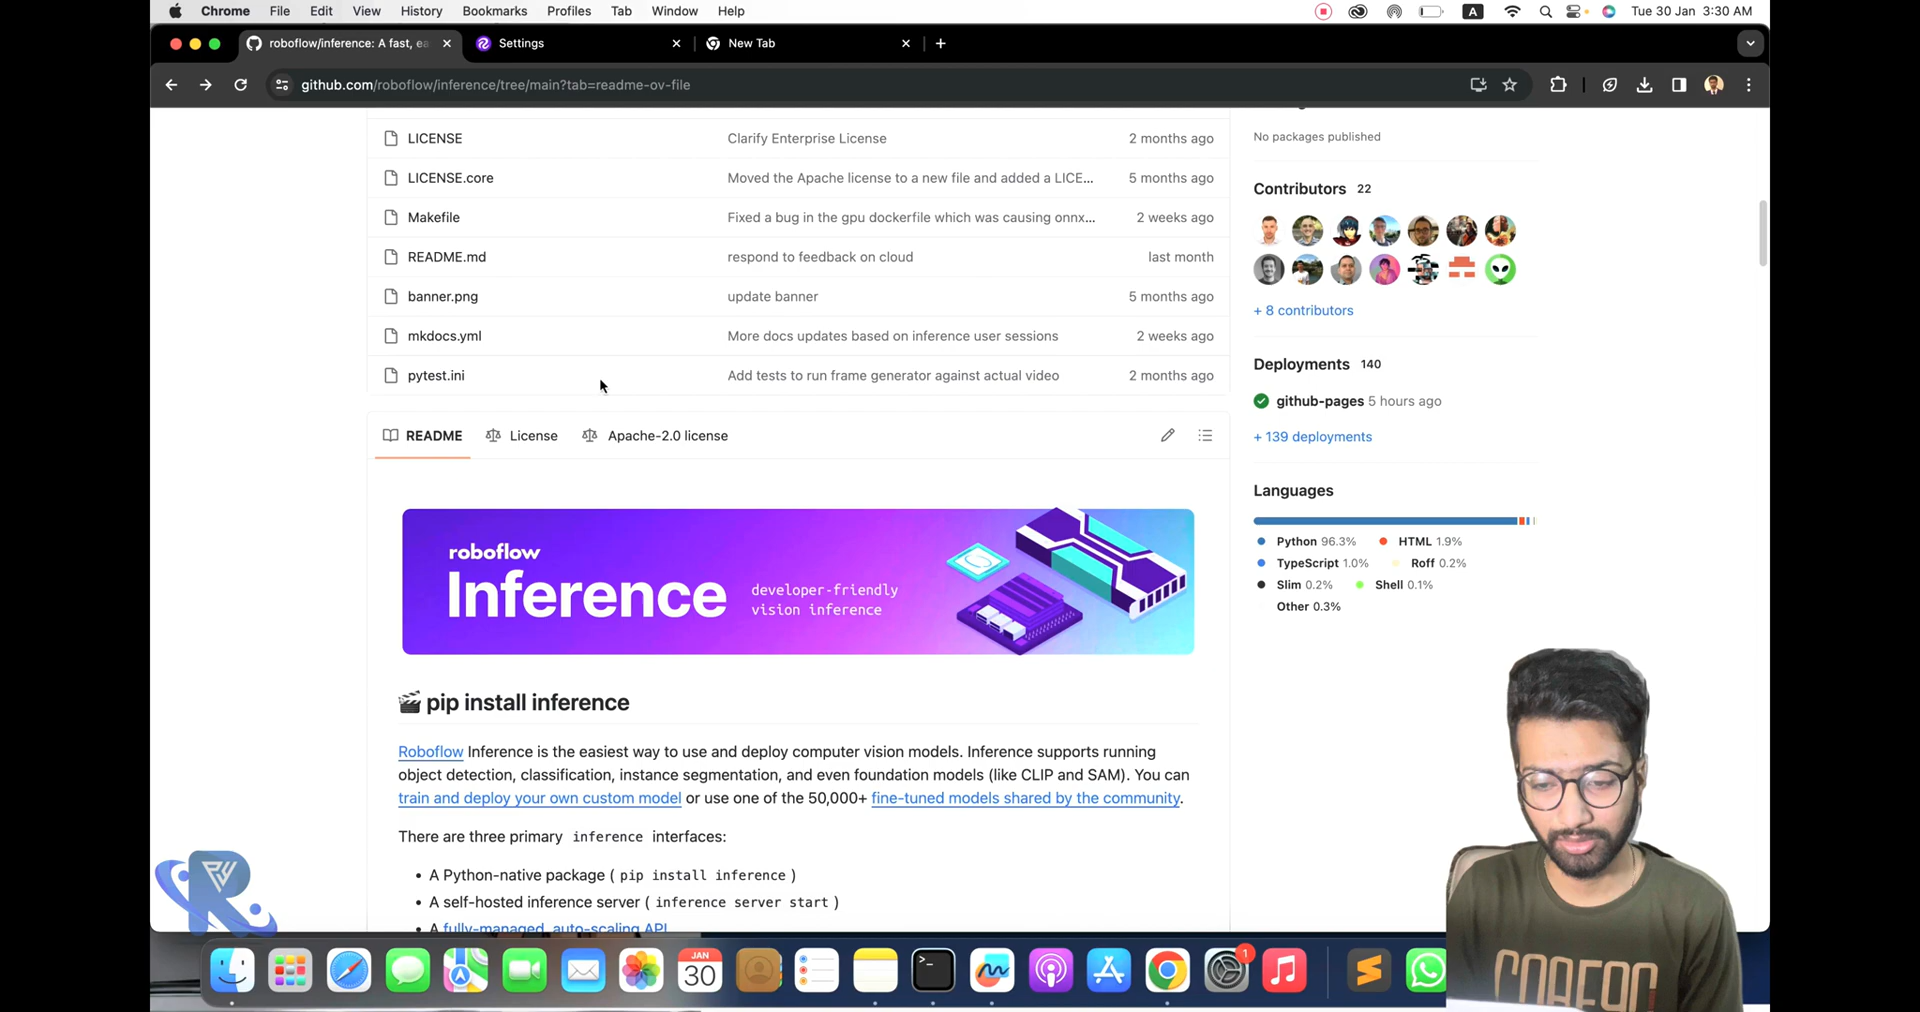 Chrome File Edit View History Bookmarks Profiles Tab Window Help
A
Tue 30 Jan 3:30 AM
roboflow/inference: A fast, ea
Settings
New Tab
github.com/roboflow/inference/tree/main?tab=readme-ov-file
LICENSE Clarify Enterprise License 2 months ago
LICENSE.core Moved the Apache license to a new file and added a LICE... 5 months ago
Makefile Fixed a bug in the gpu dockerfile which was causing onnx... 2 weeks ago
README.md respond to feedback on cloud last month
banner.png update banner 5 months ago
mkdocs.yml More docs updates based on inference user sessions 2 weeks ago
pytest.ini Add tests to run frame generator against actual video 2 months ago
README License Apache-2.0 license
roboflow
Inference
developer-friendly
vision inference
pip install inference
Roboflow Inference is the easiest way to use and deploy computer vision models. Inference supports running
object detection, classification, instance segmentation, and even foundation models (like CLIP and SAM). You can
train and deploy your own custom model or use one of the 50,000+ fine-tuned models shared by the community.
There are three primary inference interfaces:
• A Python-native package ( pip install inference )
• A self-hosted inference server ( inference server start )
• A fully-managed, auto-scaling API
No packages published
Contributors 22
+ 8 contributors
Deployments 140
github-pages 5 hours ago
+ 139 deployments
Languages
Python 96.3% HTML 1.9%
TypeScript 1.0% Roff 0.2%
Slim 0.2% Shell 0.1%
Other 0.3%
JAN
30
1